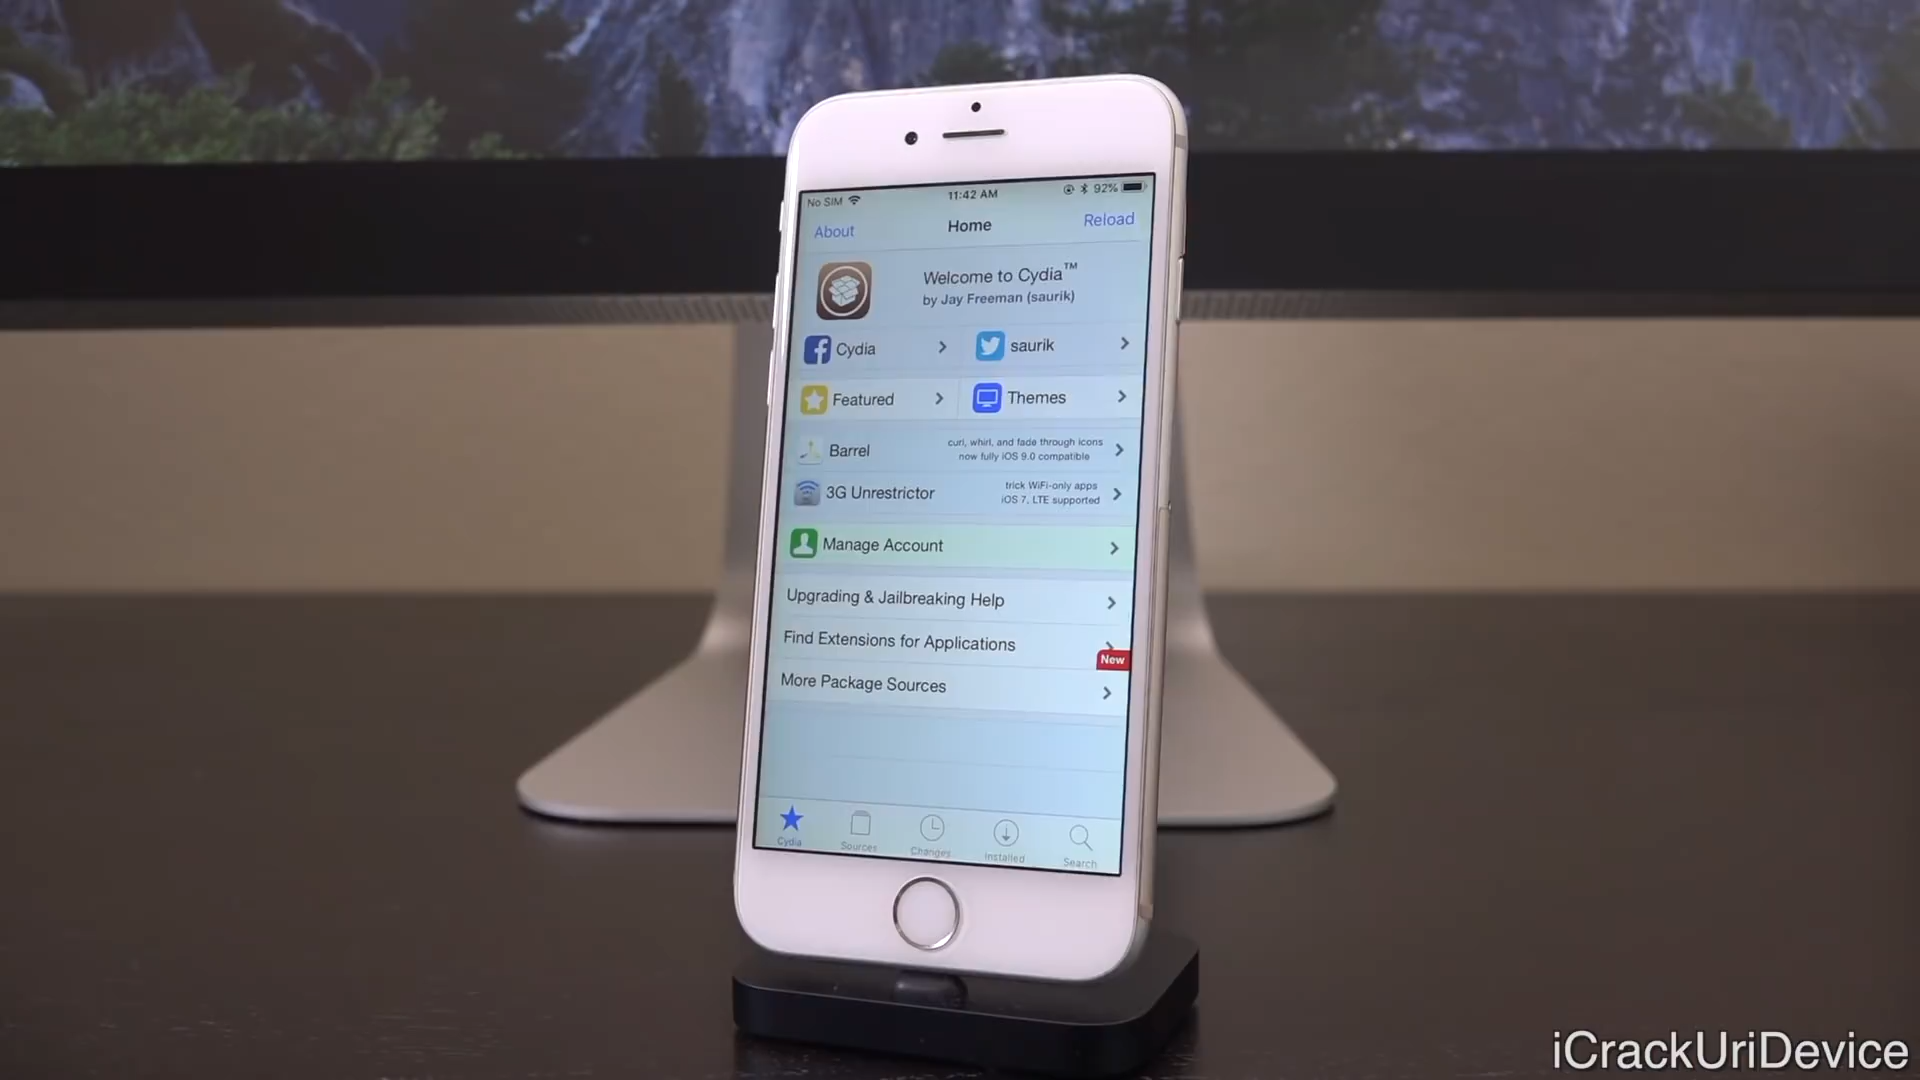 No SIM 11:42 AM 92%
About Home Reload
Welcome to Cydia™
by Jay Freeman (saurik)
Cydia saurik
Featured Themes
Barrel
curl, whirl, and fade through icons
now fully iOS 9.0 compatible
3G Unrestrictor
trick WiFi-only apps
iOS 7, LTE supported
Manage Account
Upgrading & Jailbreaking Help
Find Extensions for Applications
New
More Package Sources
Cydia Sources Changes Installed Search
iCrackUriDevice